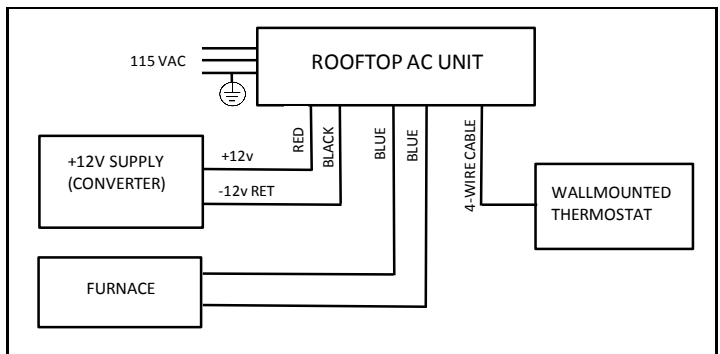 115 VAC
ROOFTOP AC UNIT
RED
BLACK
BLUE
BLUE
4-WIRE CABLE
+12V SUPPLY
(CONVERTER)
+12v
-12v RET
WALLMOUNTED
THERMOSTAT
FURNACE